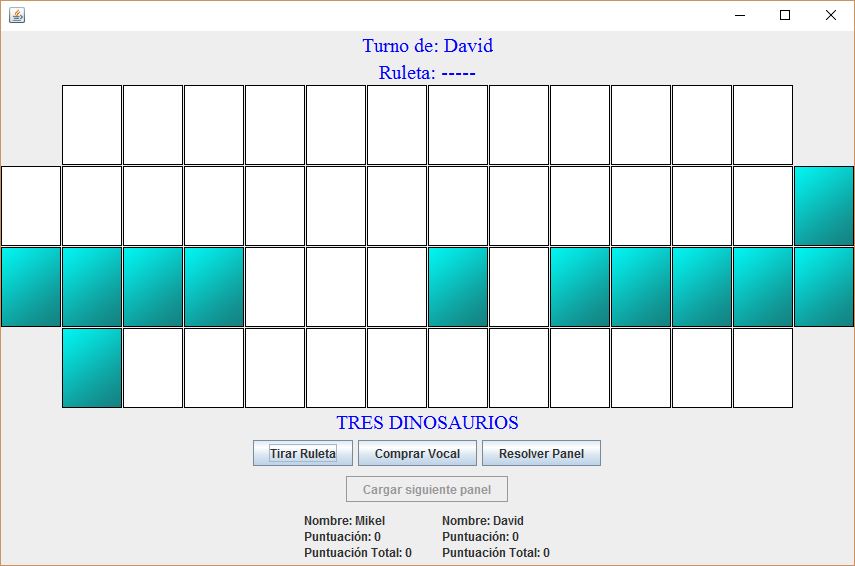 Turno de: David
Ruleta: -----
TRES DINOSAURIOS
Tirar Ruleta Comprar Vocal Resolver Panel
Cargar siguiente panel
Nombre: Mikel Nombre: David
Puntuación: 0 Puntuación: 0
Puntuación Total: 0 Puntuación Total: 0